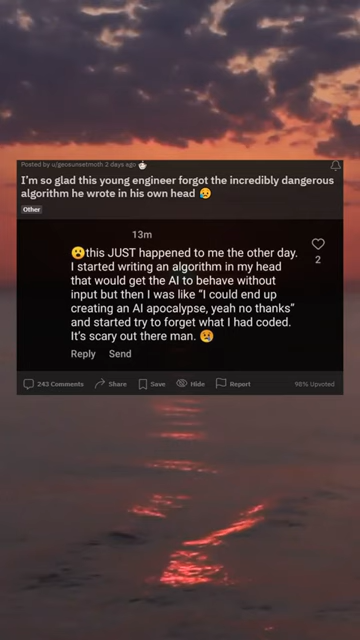 Posted by u/geosunsetmoth 2 days ago
I'm so glad this young engineer forgot the incredibly dangerous
algorithm he wrote in his own head 😥
Other
13m
😮this JUST happened to me the other day.
I started writing an algorithm in my head
that would get the AI to behave without
input but then I was like “I could end up
creating an AI apocalypse, yeah no thanks”
and started try to forget what I had coded.
It's scary out there man. 😢
2
Reply Send
243 Comments Share Save Hide Report 98% Upvoted